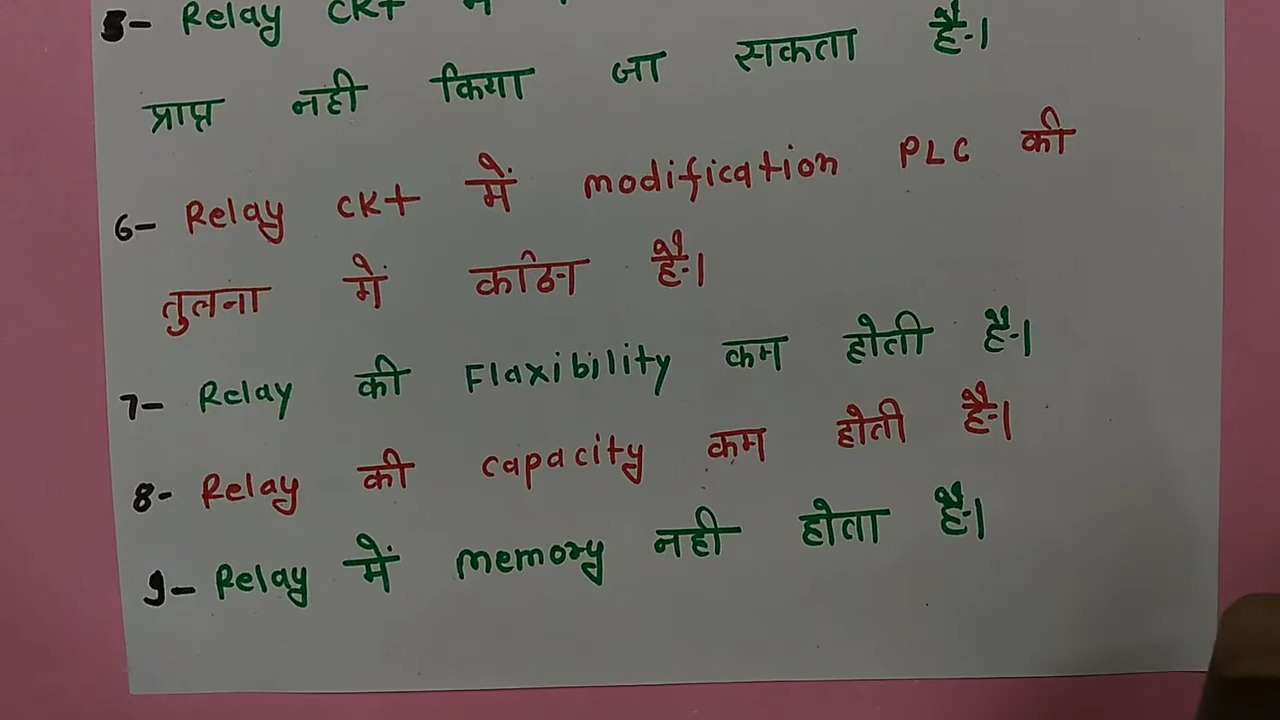 5- Relay CKT में
प्राप्त नही किया जा सकता है।
6- Relay CKT में modification PLC की
तुलना में कठिन है।
7- Relay की Flaxibility कम होती है।
8- Relay की capacity कम होती है।
9- Relay में memory नही होता है।